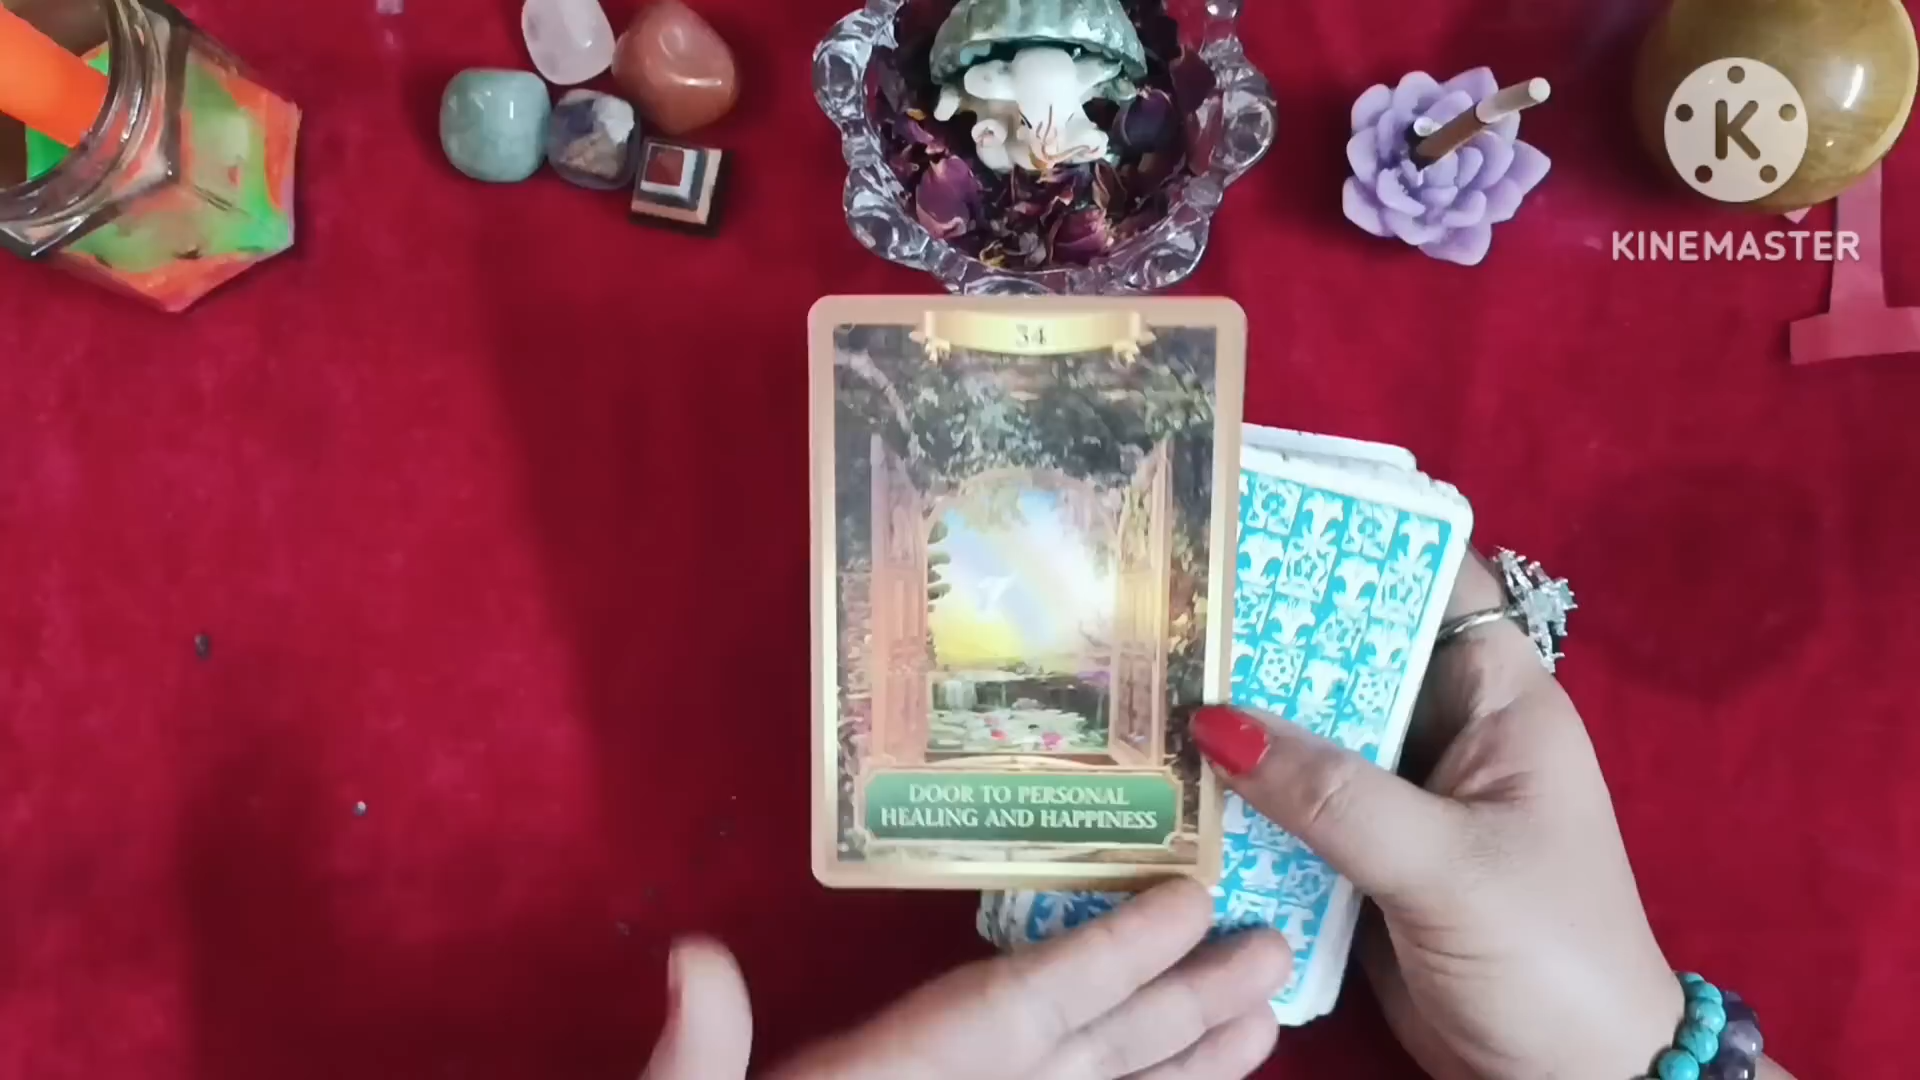 K
KINEMASTER
34
DOOR TO PERSONAL
HEALING AND HAPPINESS